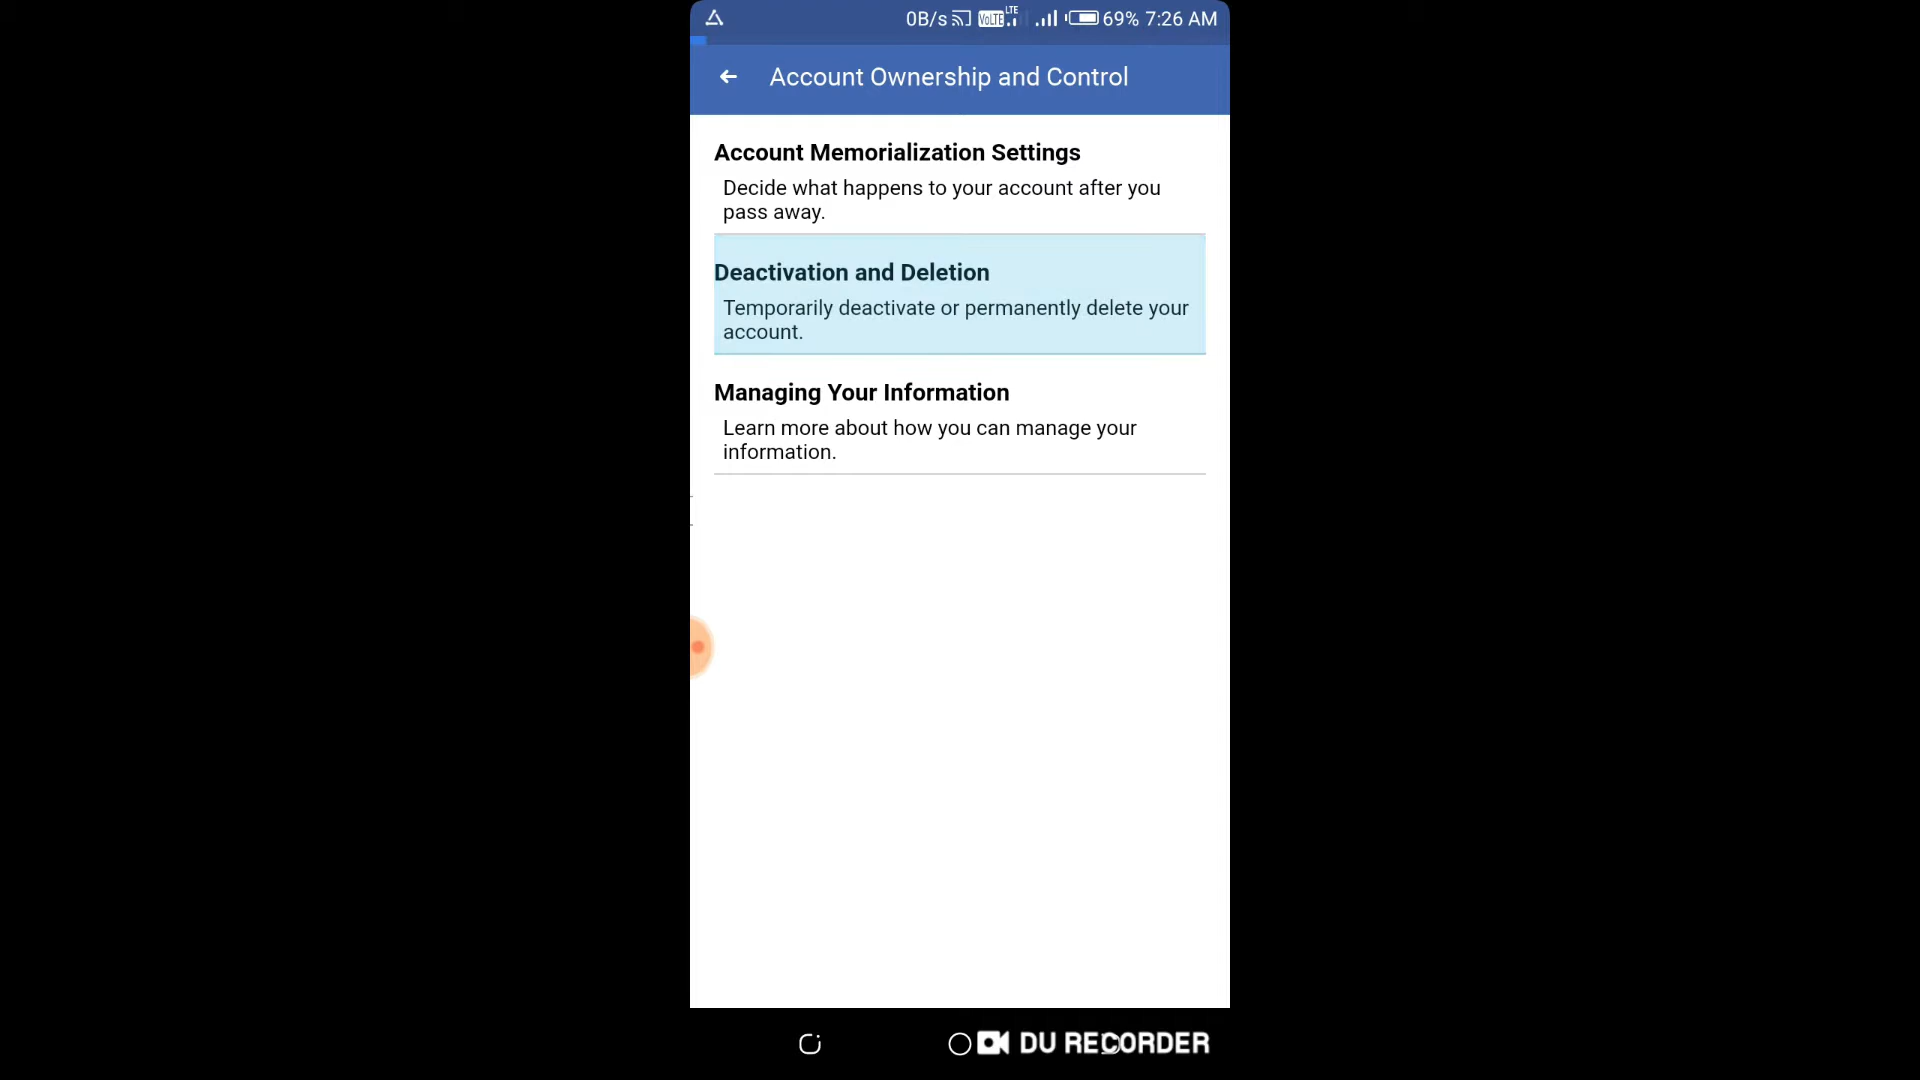 0B/s VoLTE LTE 69% 7:26 AM
Account Ownership and Control
Account Memorialization Settings
Decide what happens to your account after you
pass away.
Deactivation and Deletion
Temporarily deactivate or permanently delete your
account.
Managing Your Information
Learn more about how you can manage your
information.
DU RECORDER